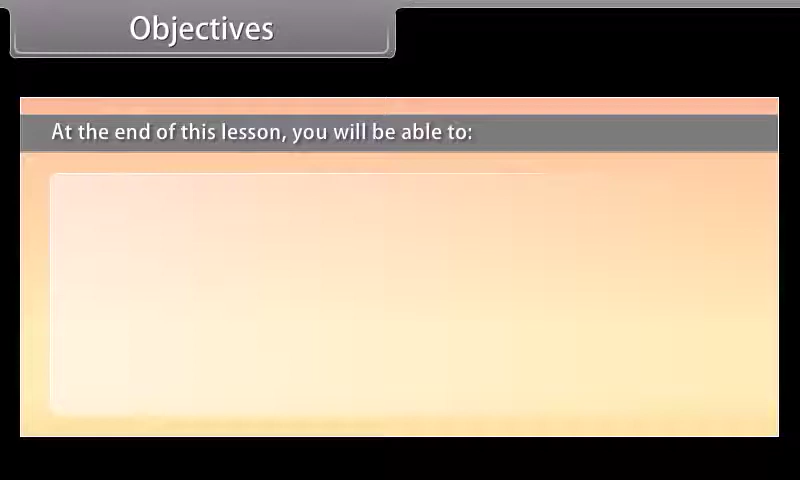 Objectives
At the end of this lesson, you will be able to: